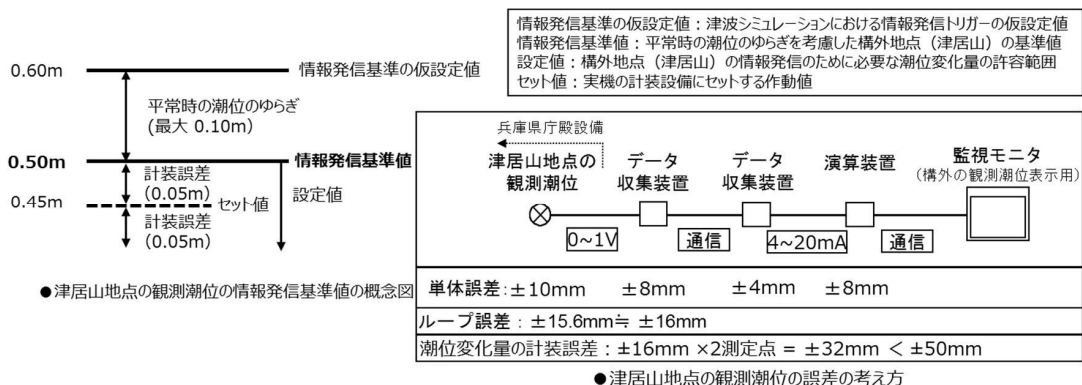 情報発信基準の仮設定値：津波シミュレーションにおける情報発信トリガーの仮設定値
情報発信基準値：平常時の潮位のゆらぎを考慮した構外地点（津居山）の基準値
設定値：構外地点（津居山）の情報発信のために必要な潮位変化量の許容範囲
セット値：実機の計装設備にセットする作動値
0.60m
情報発信基準の仮設定値
平常時の潮位のゆらぎ
(最大 0.10m）
0.50m
情報発信基準値
計装誤差
（0.05m）
設定値
0.45m
セット値
計装誤差
（0.05m）
●津居山地点の観測潮位の情報発信基準値の概念図
兵庫県庁殿設備
津居山地点の
観測潮位
データ
収集装置
データ
収集装置
演算装置
監視モニタ
（構外の観測潮位表示用）
0~1V
通信
4~20mA
通信
単体誤差：±10mm ±8mm ±4mm ±8mm
ループ誤差：±15.6mm≒ ±16mm
潮位変化量の計装誤差：±16mm ×2測定点 = ±32mm ＜ ±50mm
●津居山地点の観測潮位の誤差の考え方